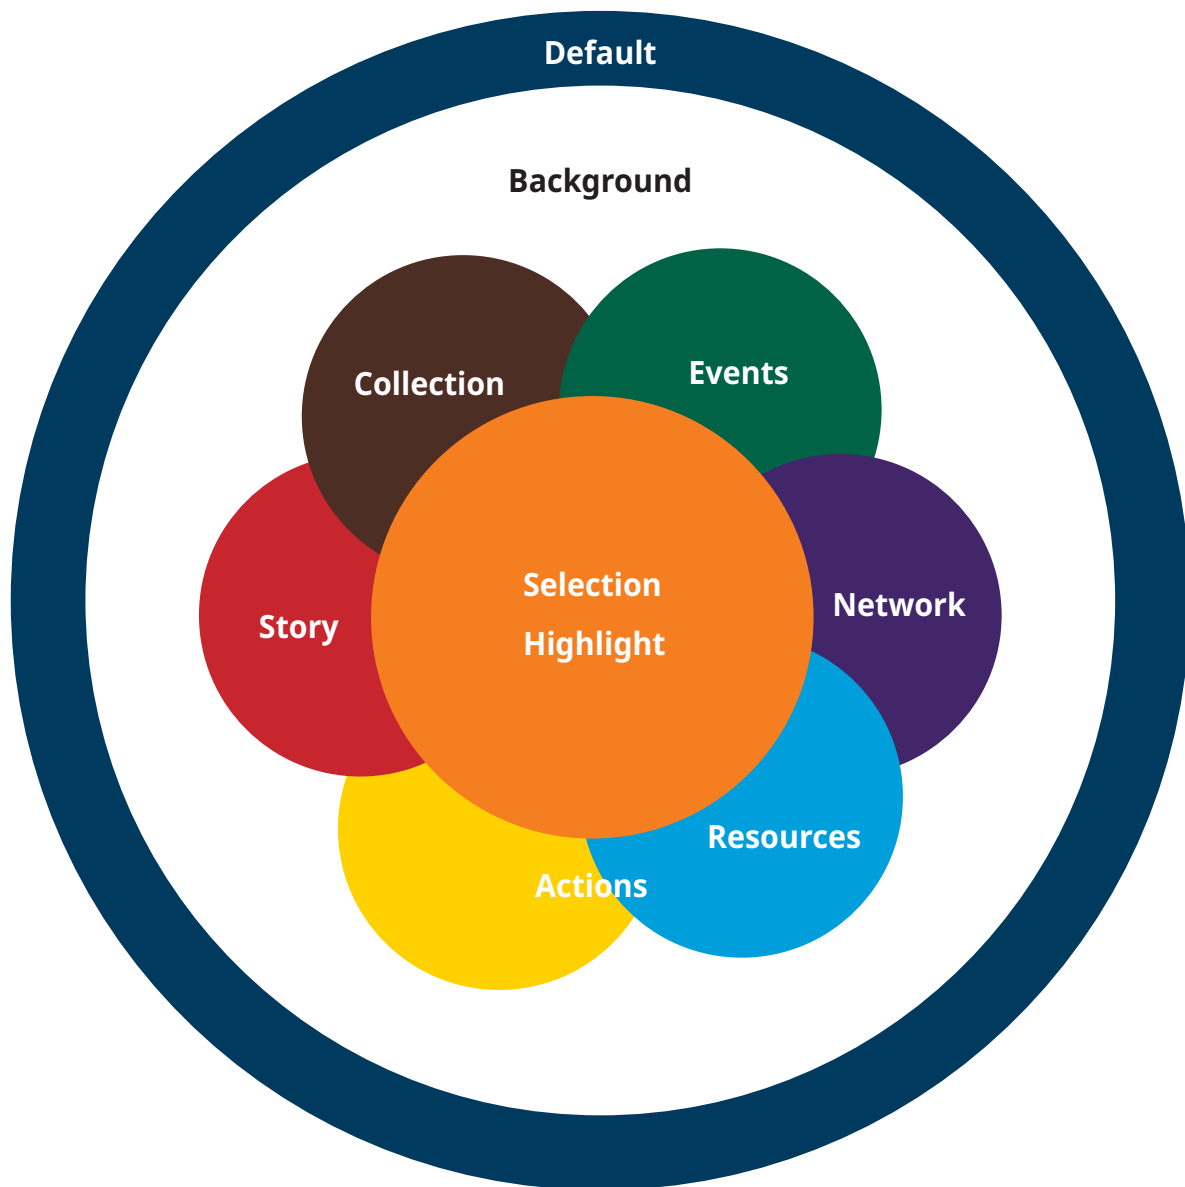 Default
Background
Collection
Events
Selection
Highlight
Story
Network
Resources
Actions